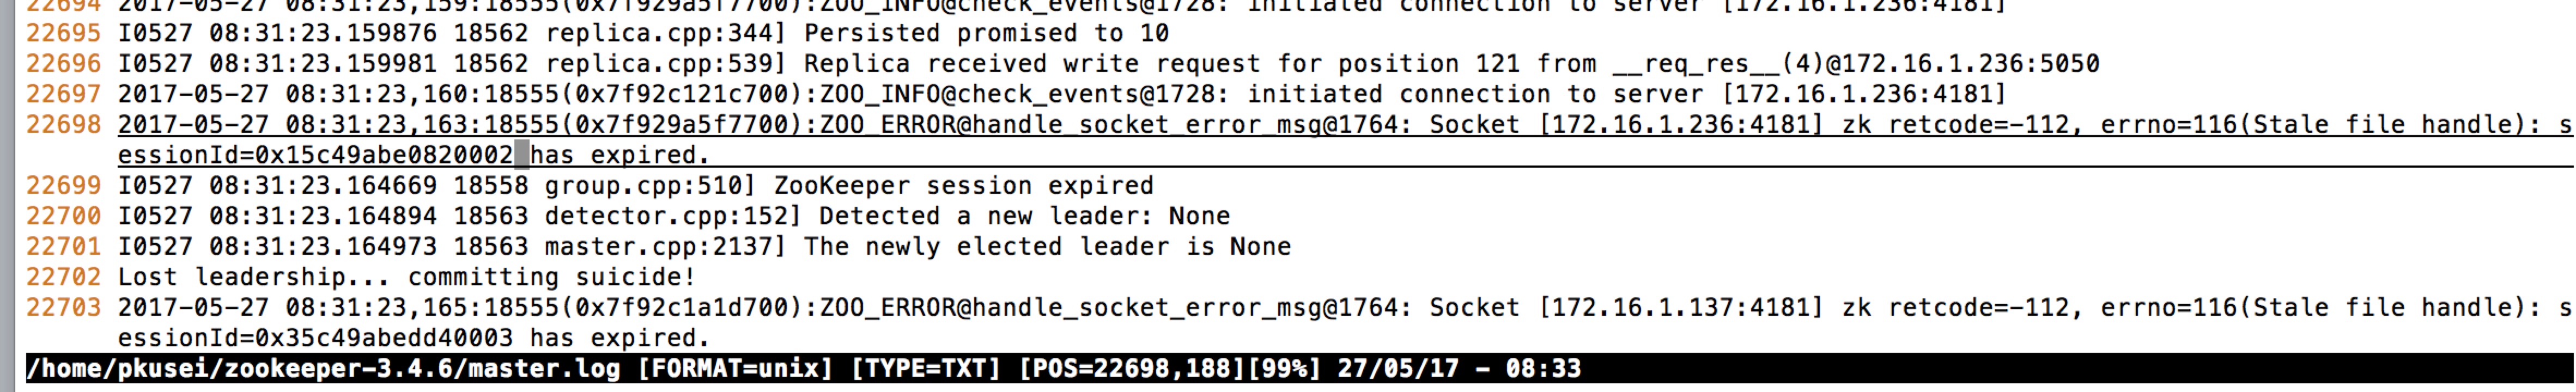 22694 2017-05-27 08:31:23,159:18555(0x7f929a5f7700):ZOO_INFO@check_events@1728: initiated connection to server [172.16.1.236:4181]
22695 I0527 08:31:23.159876 18562 replica.cpp:344] Persisted promised to 10
22696 I0527 08:31:23.159981 18562 replica.cpp:539] Replica received write request for position 121 from __req_res__(4)@172.16.1.236:5050
22697 2017-05-27 08:31:23,160:18555(0x7f92c121c700):ZOO_INFO@check_events@1728: initiated connection to server [172.16.1.236:4181]
22698 2017-05-27 08:31:23,163:18555(0x7f929a5f7700):ZOO_ERROR@handle_socket_error_msg@1764: Socket [172.16.1.236:4181] zk retcode=-112, errno=116(Stale file handle): s
essionId=0x15c49abe0820002 has expired.
22699 I0527 08:31:23.164669 18558 group.cpp:510] ZooKeeper session expired
22700 I0527 08:31:23.164894 18563 detector.cpp:152] Detected a new leader: None
22701 I0527 08:31:23.164973 18563 master.cpp:2137] The newly elected leader is None
22702 Lost leadership... committing suicide!
22703 2017-05-27 08:31:23,165:18555(0x7f92c1a1d700):ZOO_ERROR@handle_socket_error_msg@1764: Socket [172.16.1.137:4181] zk retcode=-112, errno=116(Stale file handle): s
essionId=0x35c49abedd40003 has expired.
/home/pkusei/zookeeper-3.4.6/master.log [FORMAT=unix] [TYPE=TXT] [POS=22698,188][99%] 27/05/17 - 08:33